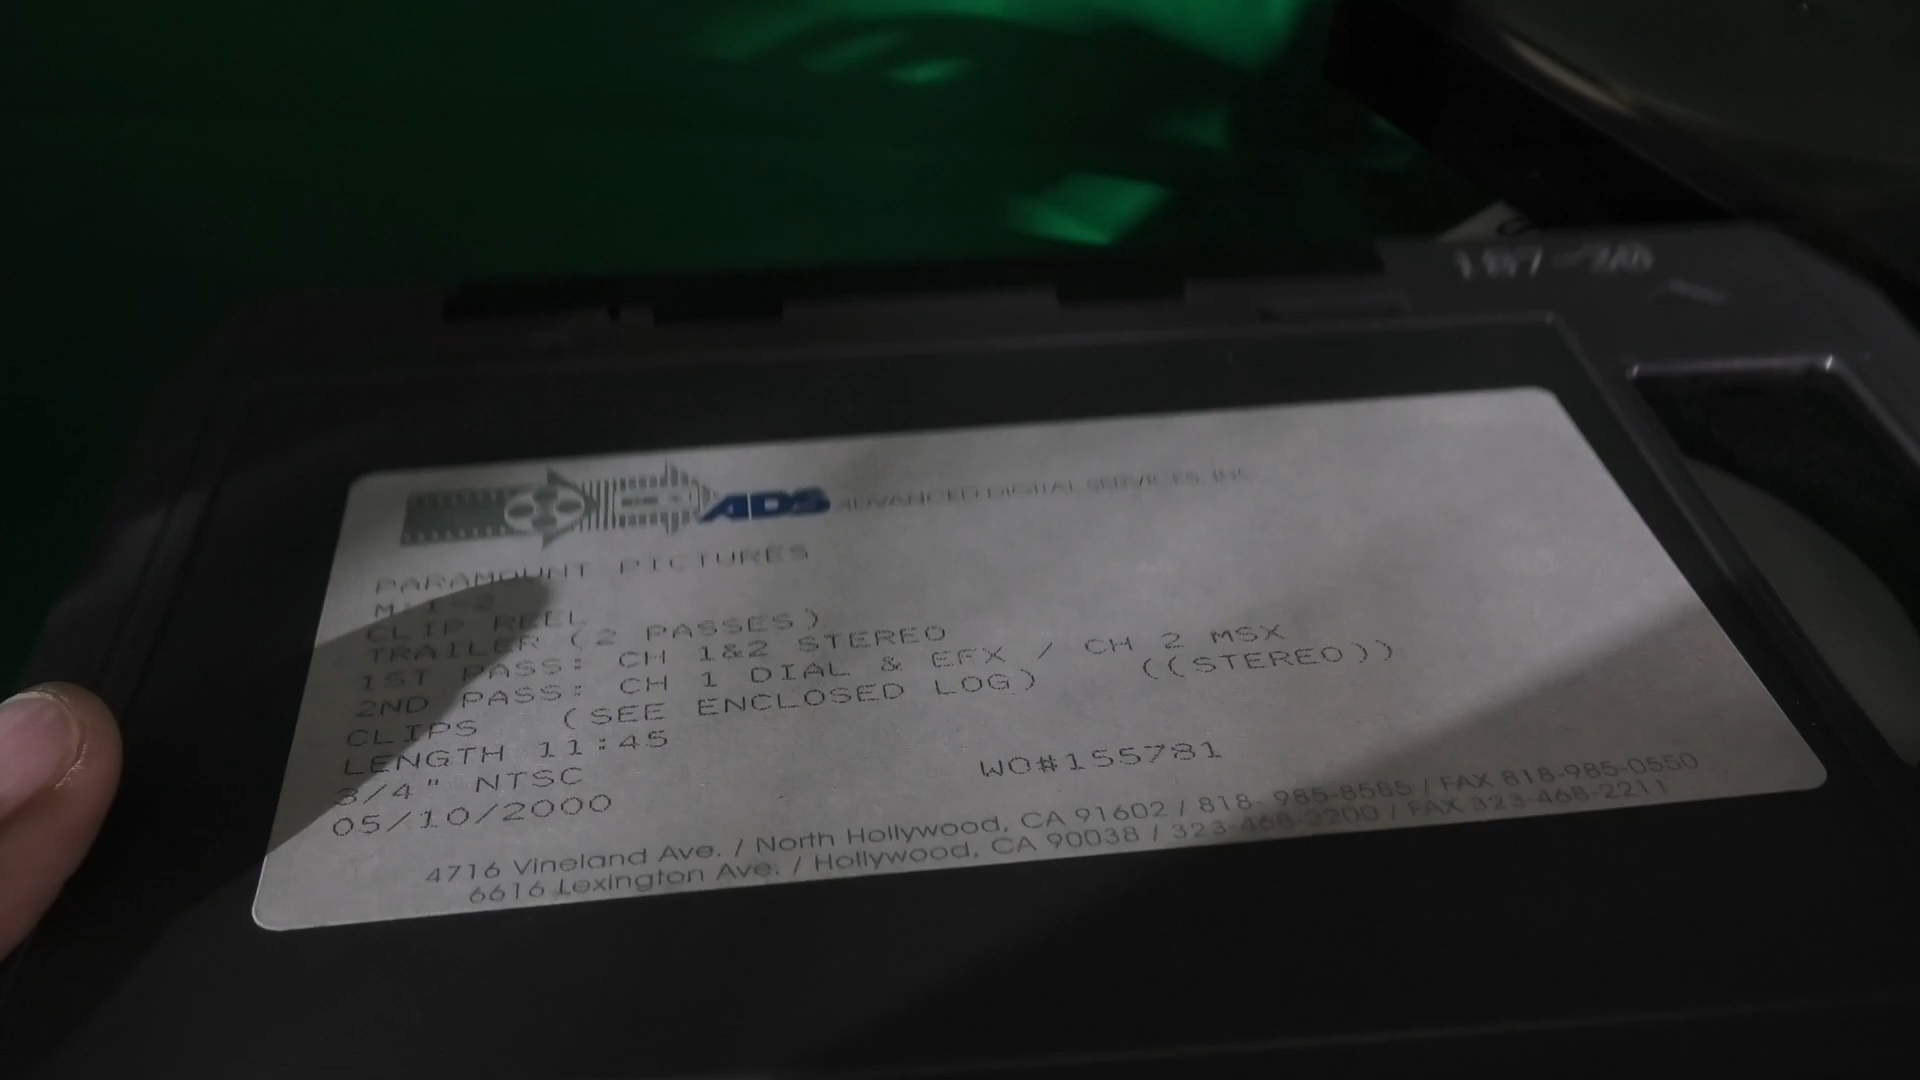 ADS ADVANCED DIGITAL SERVICES, INC.
PARAMOUNT PICTURES
M:I-2
CLIP REEL
TRAILER (2 PASSES)
1ST PASS: CH 1&2 STEREO
2ND PASS: CH 1 DIAL & EFX / CH 2 MSX
CLIPS (SEE ENCLOSED LOG) ((STEREO))
LENGTH 11:45
3/4" NTSC
05/10/2000 WO#155781
4716 Vineland Ave. / North Hollywood, CA 91602 / 818-985-8585 / FAX 818-985-0550
6616 Lexington Ave. / Hollywood, CA 90038 / 323-468-2200 / FAX 323-468-2211